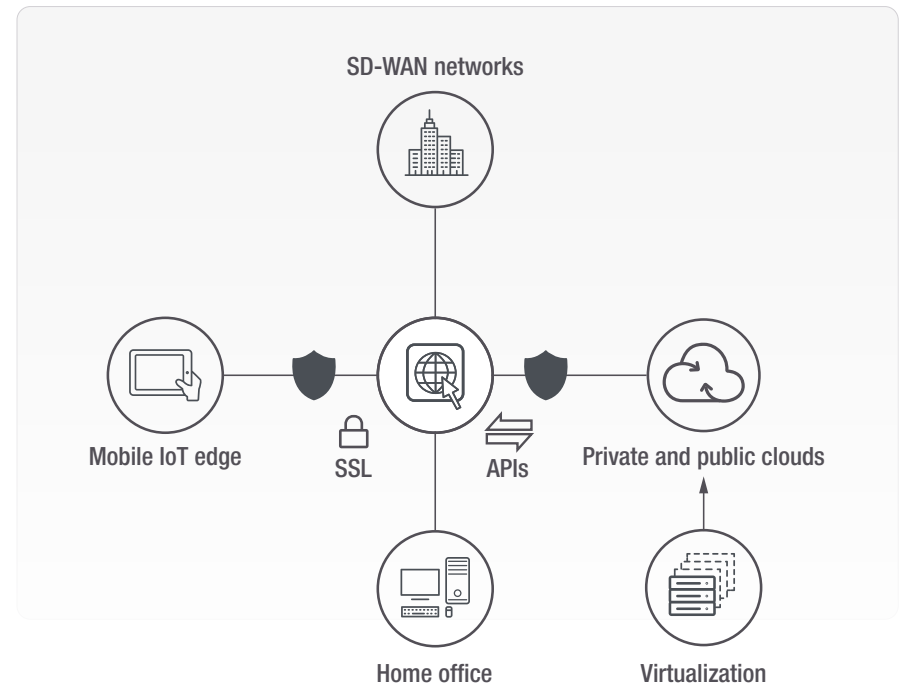 SD-WAN networks
Mobile IoT edge
SSL
APIs
Private and public clouds
Home office
Virtualization